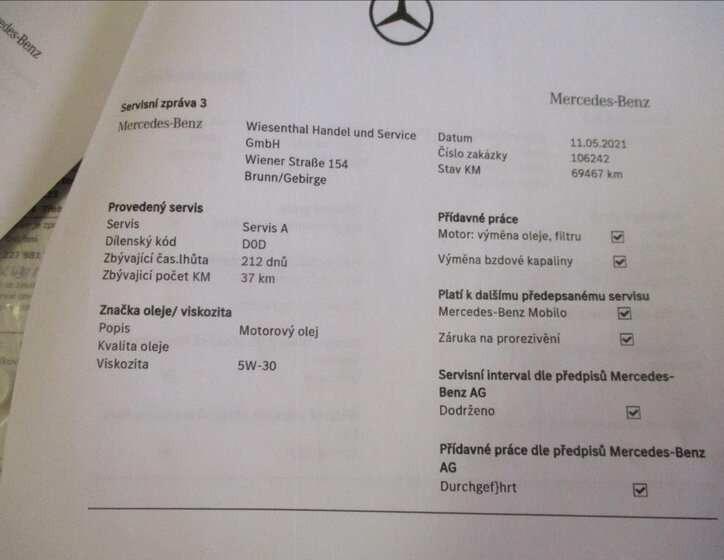 Mercedes-Benz
Servisní zpráva 3
Mercedes-Benz
Mercedes-Benz
Wiesenthal Handel und Service
GmbH
Wiener Straße 154
Brunn/Gebirge
Datum 11.05.2021
Číslo zakázky 106242
Stav KM 69467 km
Provedený servis
Servis Servis A
Dílenský kód D0D
Zbývající čas.lhůta 212 dnů
Zbývající počet KM 37 km
Značka oleje/ viskozita
Popis Motorový olej
Kvalita oleje
Viskozita 5W-30
Přídavné práce
Motor: výměna oleje, filtru
Výměna bzdové kapaliny
Platí k dalšímu předepsanému servisu
Mercedes-Benz Mobilo
Záruka na prorezivění
Servisní interval dle předpisů Mercedes-
Benz AG
Dodrženo
Přídavné práce dle předpisů Mercedes-Benz
AG
Durchgef}hrt